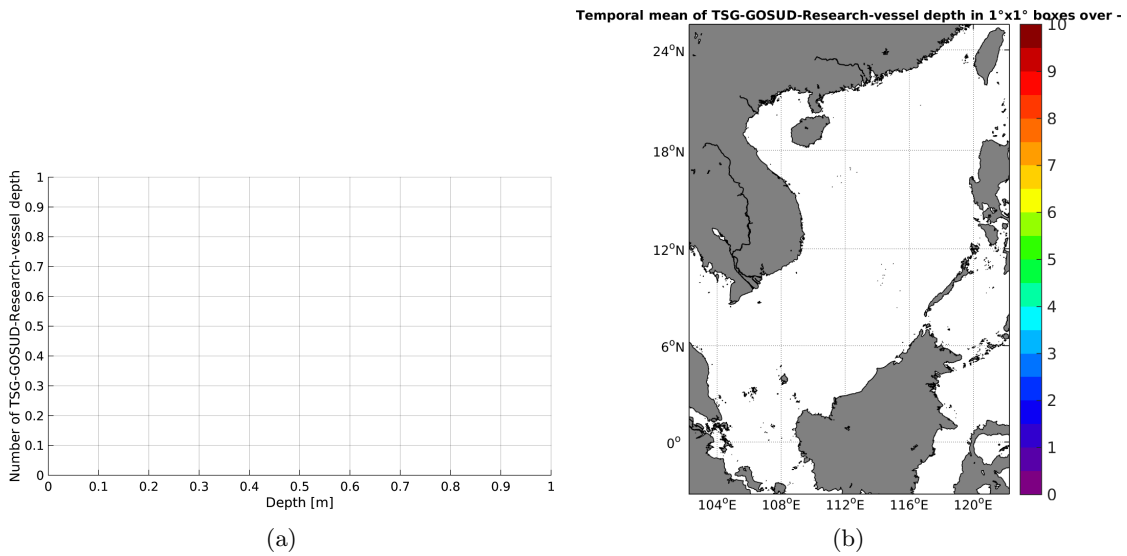 Temporal mean of TSG-GOSUD-Research-vessel depth in 1°x1° boxes over -
Number of TSG-GOSUD-Research-vessel depth
1
0.9
0.8
0.7
0.6
0.5
0.4
0.3
0.2
0.1
0
0 0.1 0.2 0.3 0.4 0.5 0.6 0.7 0.8 0.9 1
Depth [m]
(a)
24°N
18°N
12°N
6°N
0°
104°E 108°E 112°E 116°E 120°E
10
9
8
7
6
5
4
3
2
1
0
(b)